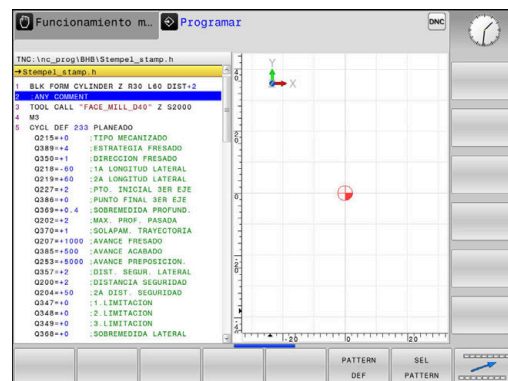 Funcionamiento m... Programar
DNC
TNC:\nc_prog\BHB\Stempel_stamp.h
→Stempel_stamp.h
1 BLK FORM CYLINDER Z R30 L60 DIST+2
2 ;ANY COMMENT
3 TOOL CALL "FACE_MILL_D40" Z S2000
4 M3
5 CYCL DEF 233 PLANEADO
Q215=+0 ;TIPO MECANIZADO
Q389=+4 ;ESTRATEGIA FRESADO
Q350=+1 ;DIRECCION FRESADO
Q218=-60 ;1A LONGITUD LATERAL
Q219=+60 ;2A LONGITUD LATERAL
Q227=+2 ;PTO. INICIAL 3ER EJE
Q386=+0 ;PUNTO FINAL 3ER EJE
Q369=+0.4 ;SOBREMEDIDA PROFUND.
Q202=+2 ;MAX. PROF. PASADA
Q370=+1 ;SOLAPAM. TRAYECTORIA
Q207=+1000 ;AVANCE FRESADO
Q385=+500 ;AVANCE ACABADO
Q253=+5000 ;AVANCE PREPOSICION.
Q357=+2 ;DIST. SEGUR. LATERAL
Q200=+2 ;DISTANCIA SEGURIDAD
Q204=+50 ;2A DIST. SEGURIDAD
Q347=+0 ;1.LIMITACION
Q348=+0 ;2.LIMITACION
Q349=+0 ;3.LIMITACION
Q368=+0 ;SOBREMEDIDA LATERAL
Y
X
0
-20 0 20
PATTERN DEF
SEL PATTERN